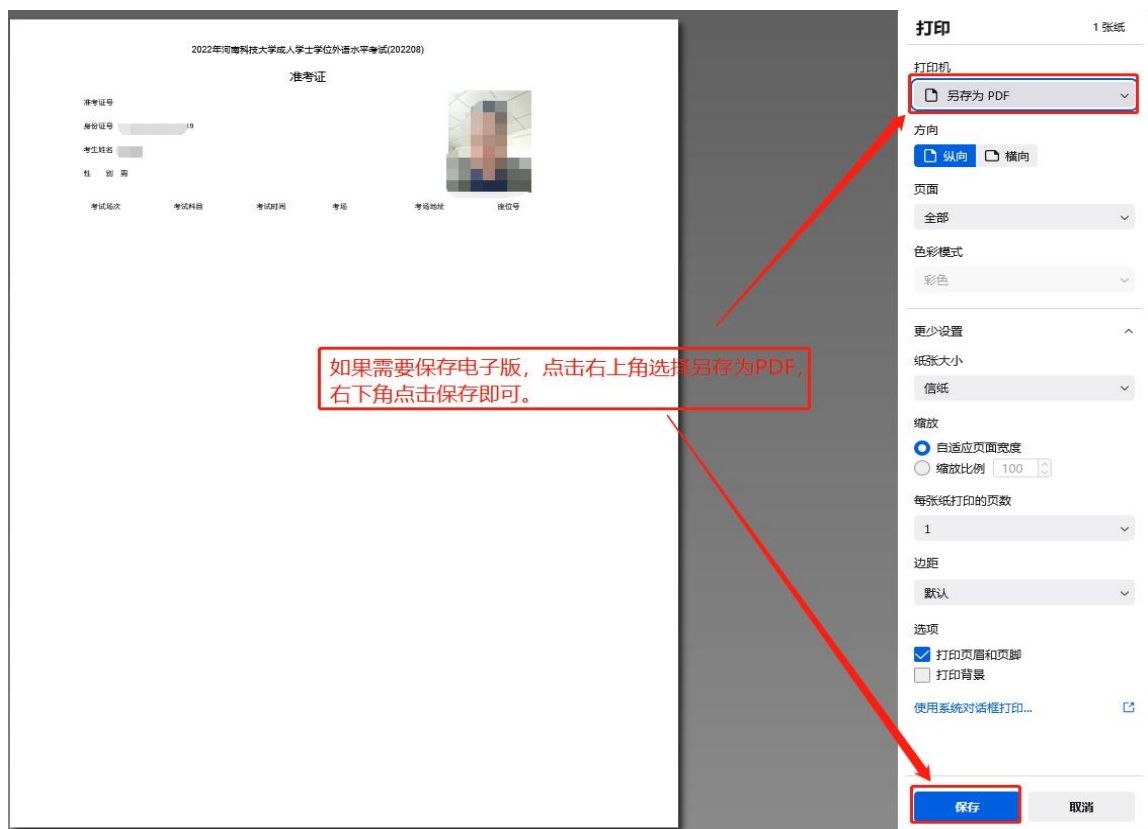 2022年河南科技大学成人学士学位外语水平考试(202208)
准考证
准考证号
身份证号 19
考生姓名
性 别 男
考试场次 考试科目 考试时间 考场 考场地址 座位号
如果需要保存电子版，点击右上角选择另存为PDF，
右下角点击保存即可。
打印 1 张纸
打印机
另存为 PDF
方向
纵向 横向
页面
全部
色彩模式
彩色
更少设置
纸张大小
信纸
缩放
自适应页面宽度
缩放比例 100
每张纸打印的页数
1
边距
默认
选项
打印页眉和页脚
打印背景
使用系统对话框打印...
保存 取消